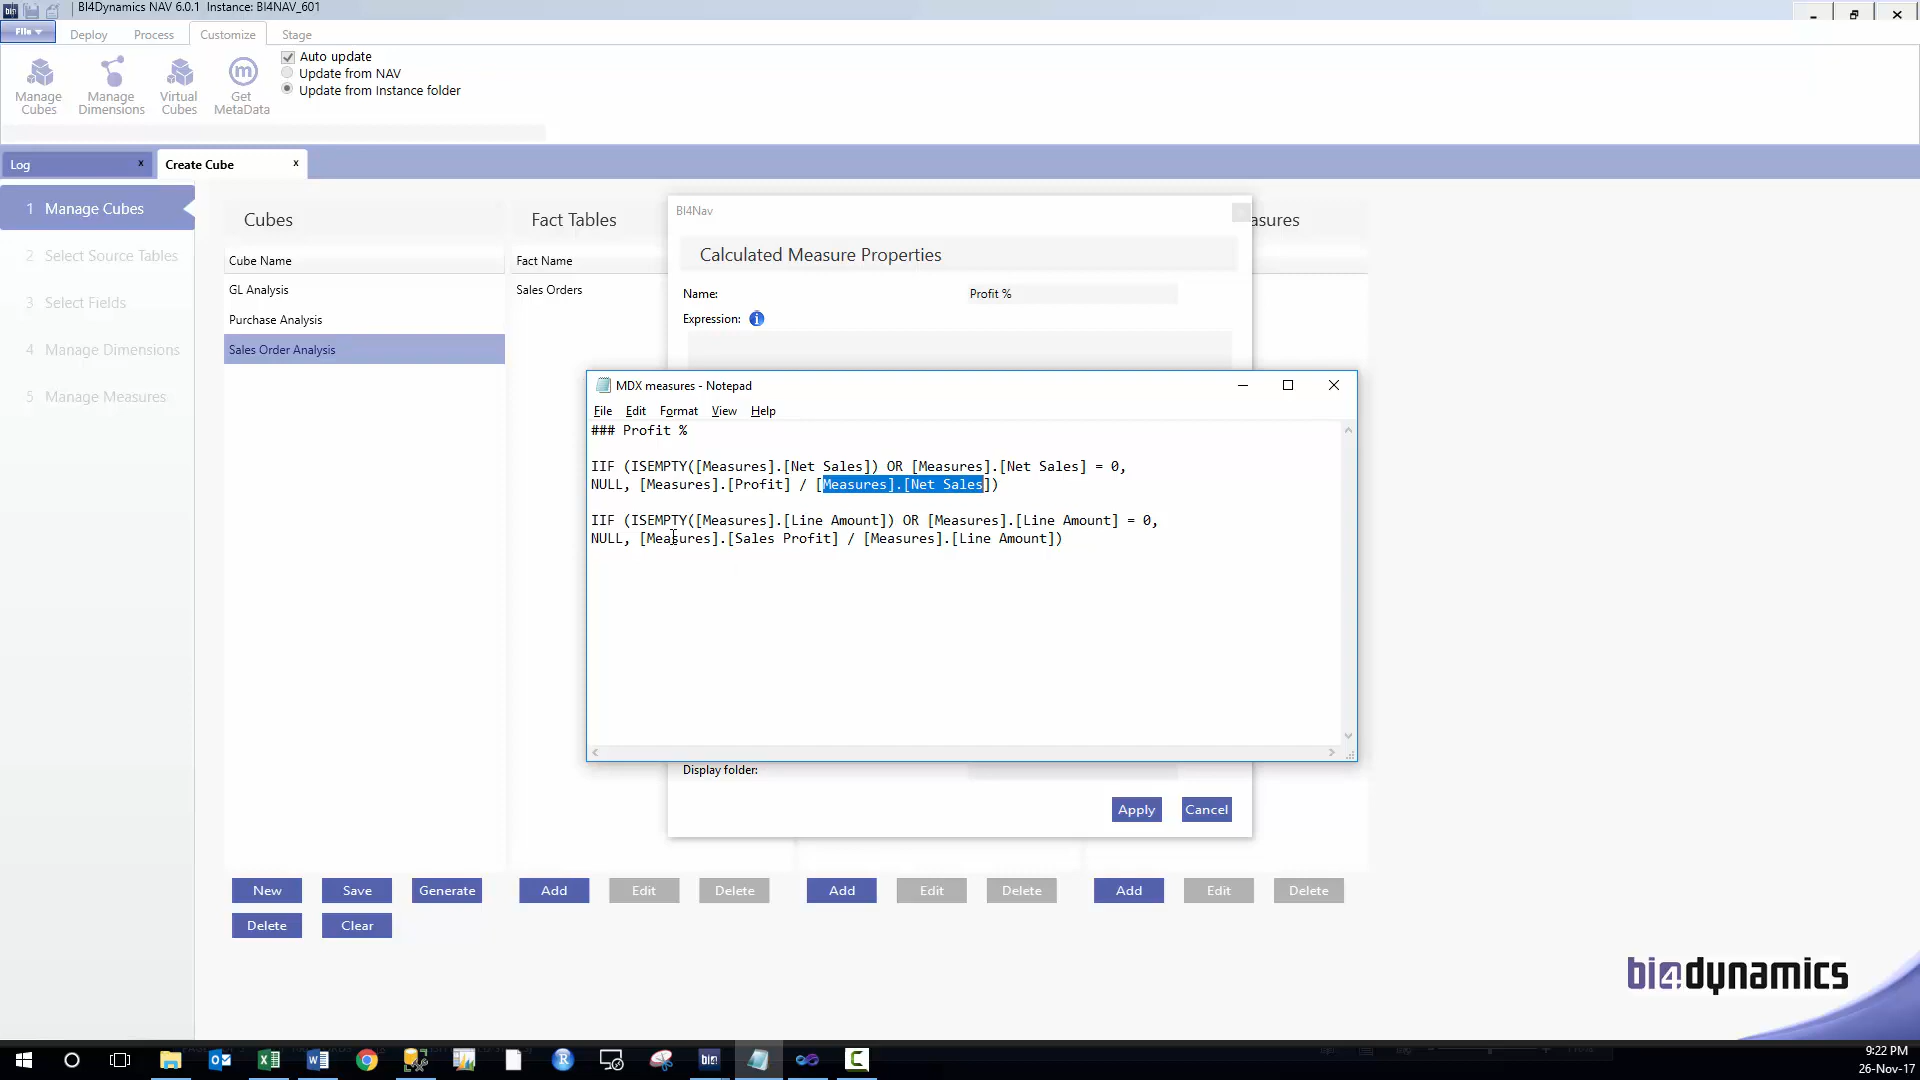 BI4Dynamics NAV 6.0.1 Instance: BI4NAV_601
File
Deploy
Process
Customize
Stage
Manage Cubes
Manage Dimensions
Virtual Cubes
Get MetaData
Auto update
Update from NAV
Update from Instance folder
Log x
Create Cube x
1 Manage Cubes
2 Select Source Tables
3 Select Fields
4 Manage Dimensions
5 Manage Measures
Cubes
Cube Name
GL Analysis
Purchase Analysis
Sales Order Analysis
Fact Tables
Fact Name
Sales Orders
asures
BI4Nav
Calculated Measure Properties
Name: Profit %
Expression:
MDX measures - Notepad
File Edit Format View Help
### Profit %
IIF (ISEMPTY([Measures].[Net Sales]) OR [Measures].[Net Sales] = 0,
NULL, [Measures].[Profit] / [Measures].[Net Sales])
IIF (ISEMPTY([Measures].[Line Amount]) OR [Measures].[Line Amount] = 0,
NULL, [Measures].[Sales Profit] / [Measures].[Line Amount])
Display folder:
Apply Cancel
New Save Generate Add Edit Delete Add Edit Delete Add Edit Delete
Delete Clear
bi4dynamics
9:22 PM
26-Nov-17